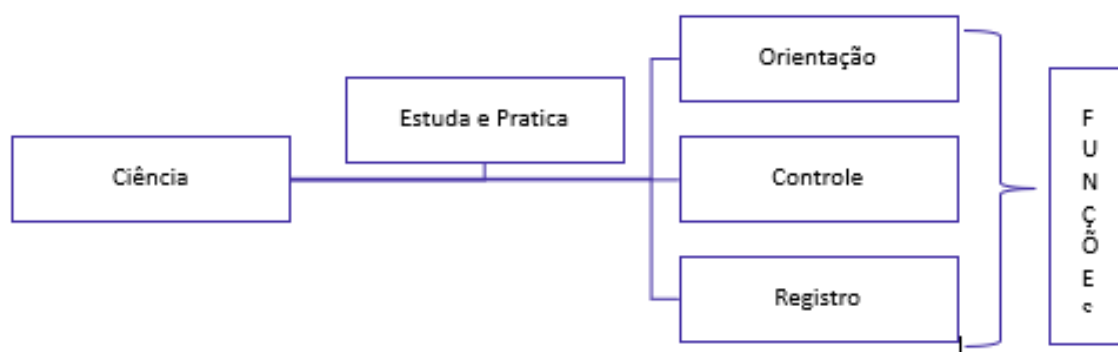 Orientação
Estuda e Pratica
Ciência
Controle
Registro
F
U
N
Ç
Õ
E
s